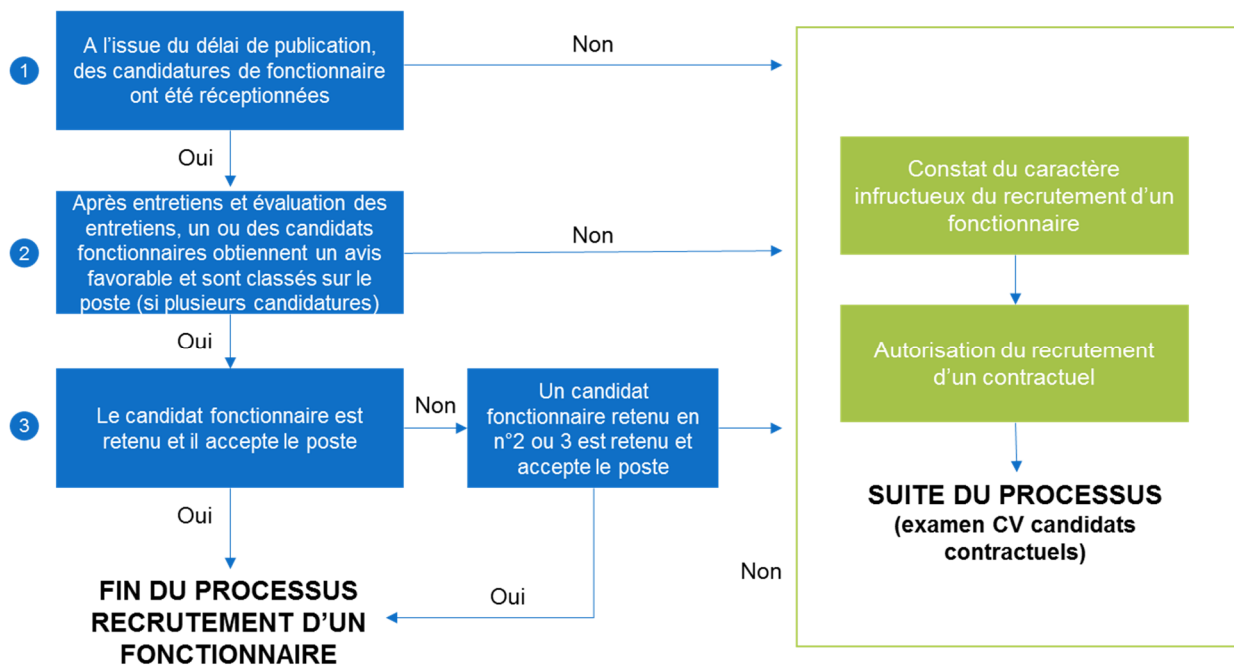 1
A l’issue du délai de publication,
des candidatures de fonctionnaire
ont été réceptionnées
Non
Oui
2
Après entretiens et évaluation des
entretiens, un ou des candidats
fonctionnaires obtiennent un avis
favorable et sont classés sur le
poste (si plusieurs candidatures)
Non
Oui
3
Le candidat fonctionnaire est
retenu et il accepte le poste
Non
Un candidat
fonctionnaire retenu en
n°2 ou 3 est retenu et
accepte le poste
Oui
Oui
Non
FIN DU PROCESSUS
RECRUTEMENT D’UN
FONCTIONNAIRE
Constat du caractère
infructueux du recrutement d’un
fonctionnaire
Autorisation du recrutement
d’un contractuel
SUITE DU PROCESSUS
(examen CV candidats
contractuels)